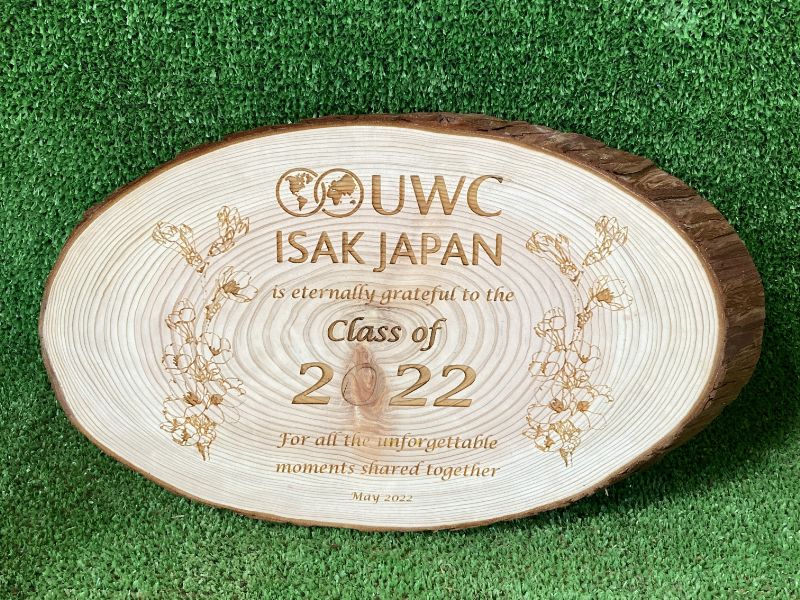 UWC
ISAK JAPAN
is eternally grateful to the
Class of
2022
For all the unforgettable
moments shared together
May 2022